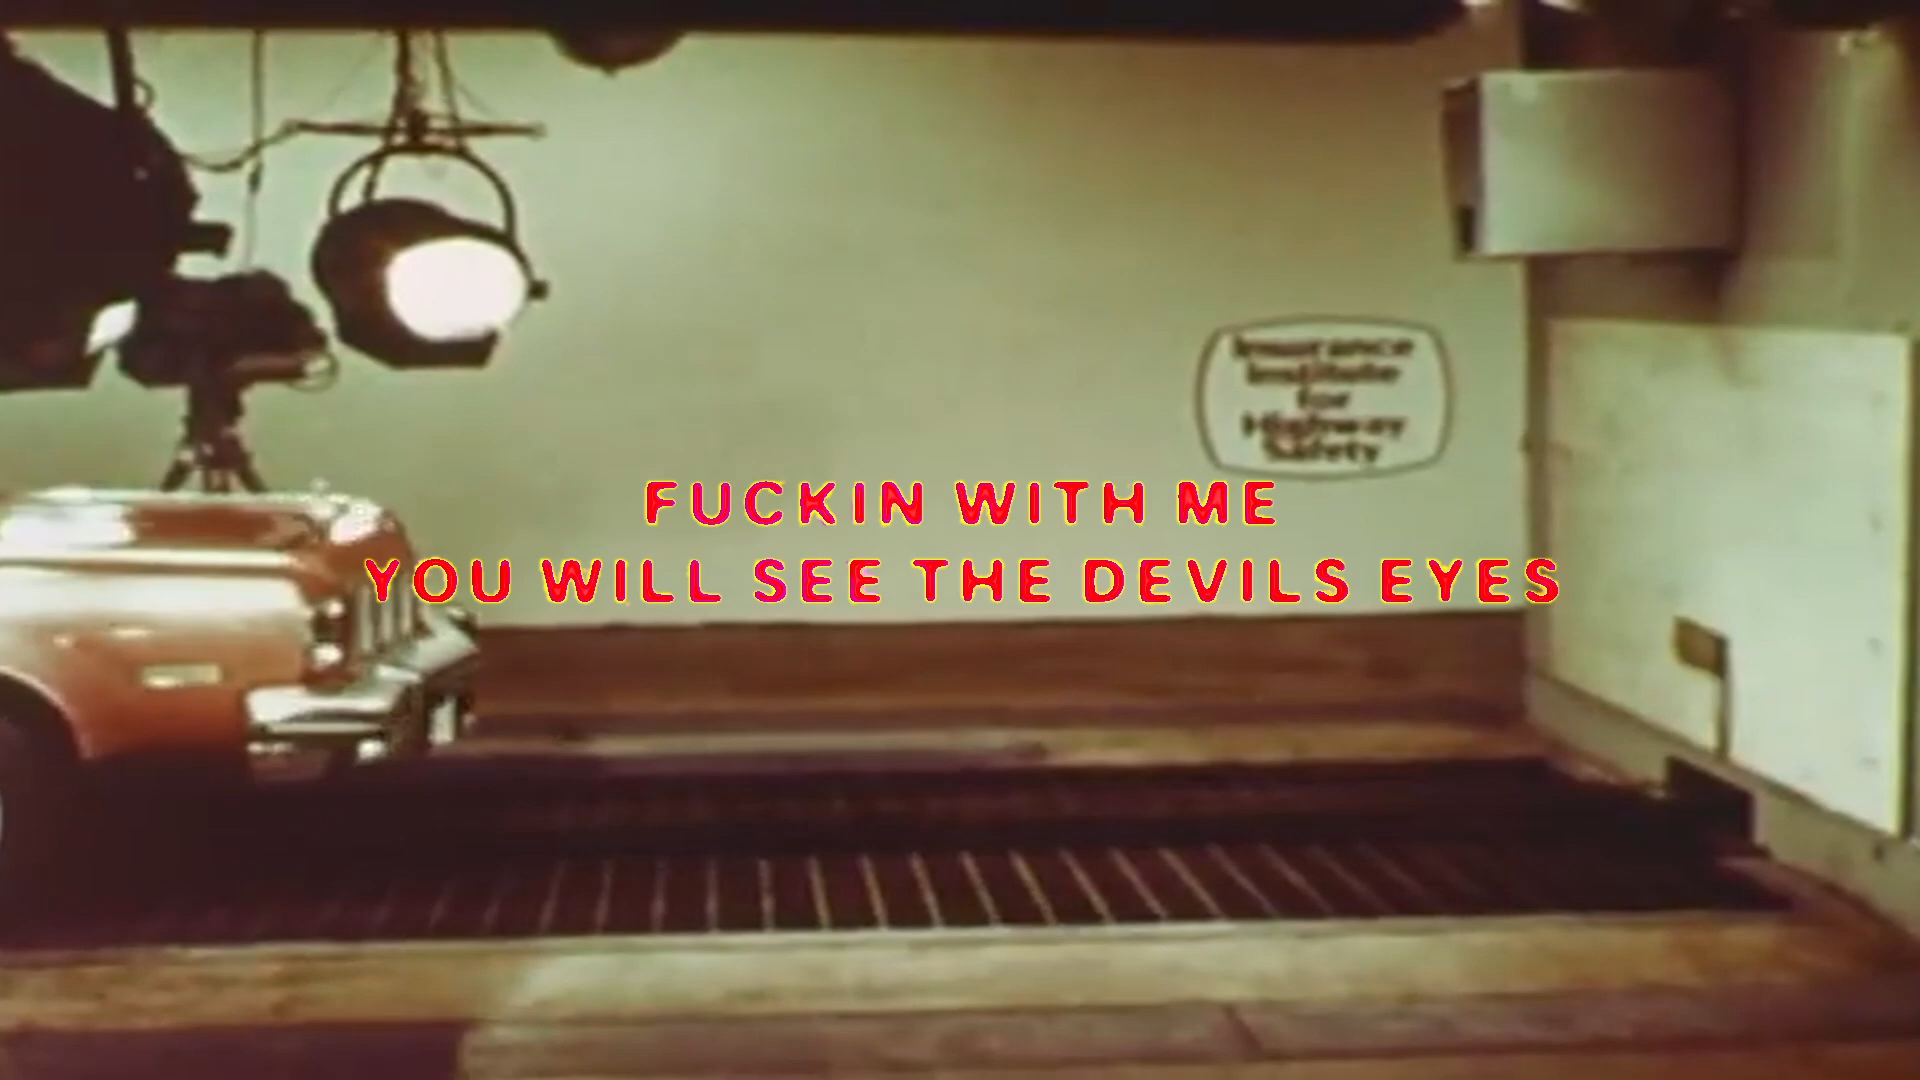 Insurance
Institute
for
Highway
Safety
FUCKIN WITH ME
YOU WILL SEE THE DEVILS EYES